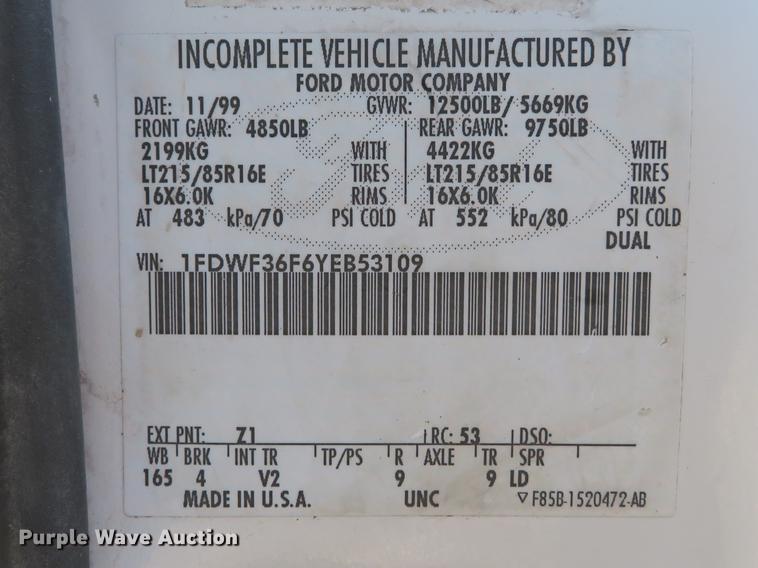 INCOMPLETE VEHICLE MANUFACTURED BY
FORD MOTOR COMPANY
DATE: 11/99 GVWR: 12500LB/ 5669KG
FRONT GAWR: 4850LB REAR GAWR: 9750LB
2199KG WITH 4422KG WITH
LT215/85R16E TIRES LT215/85R16E TIRES
16X6.0K RIMS 16X6.0K RIMS
AT 483 kPa/70 PSI COLD AT 552 kPa/80 PSI COLD
DUAL
VIN: 1FDWF36F6YEB53109
EXT PNT: Z1 RC: 53 DSO:
WB BRK INT TR TP/PS R AXLE TR SPR
165 4 V2 9 9 LD
MADE IN U.S.A. UNC F85B-1520472-AB
Purple Wave Auction